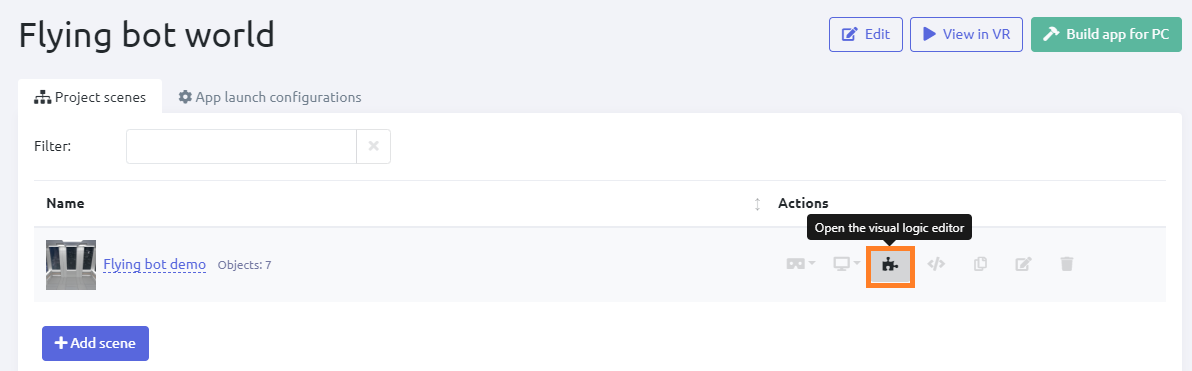 Flying bot world
Edit
View in VR
Build app for PC
Project scenes
App launch configurations
Filter:
Name
Actions
Open the visual logic editor
Flying bot demo Objects: 7
Add scene